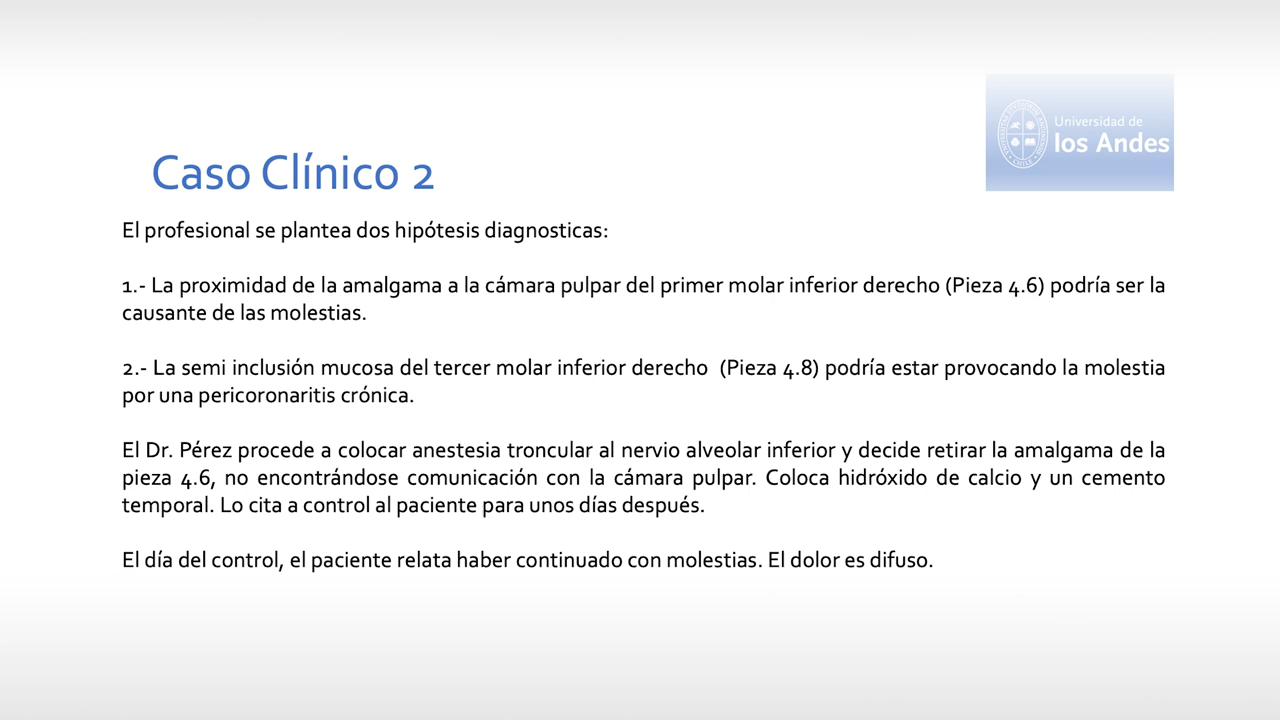 Universidad de
los Andes
Caso Clínico 2
El profesional se plantea dos hipótesis diagnosticas:
1.- La proximidad de la amalgama a la cámara pulpar del primer molar inferior derecho (Pieza 4.6) podría ser la
causante de las molestias.
2.- La semi inclusión mucosa del tercer molar inferior derecho (Pieza 4.8) podría estar provocando la molestia
por una pericoronaritis crónica.
El Dr. Pérez procede a colocar anestesia troncular al nervio alveolar inferior y decide retirar la amalgama de la
pieza 4.6, no encontrándose comunicación con la cámara pulpar. Coloca hidróxido de calcio y un cemento
temporal. Lo cita a control al paciente para unos días después.
El día del control, el paciente relata haber continuado con molestias. El dolor es difuso.